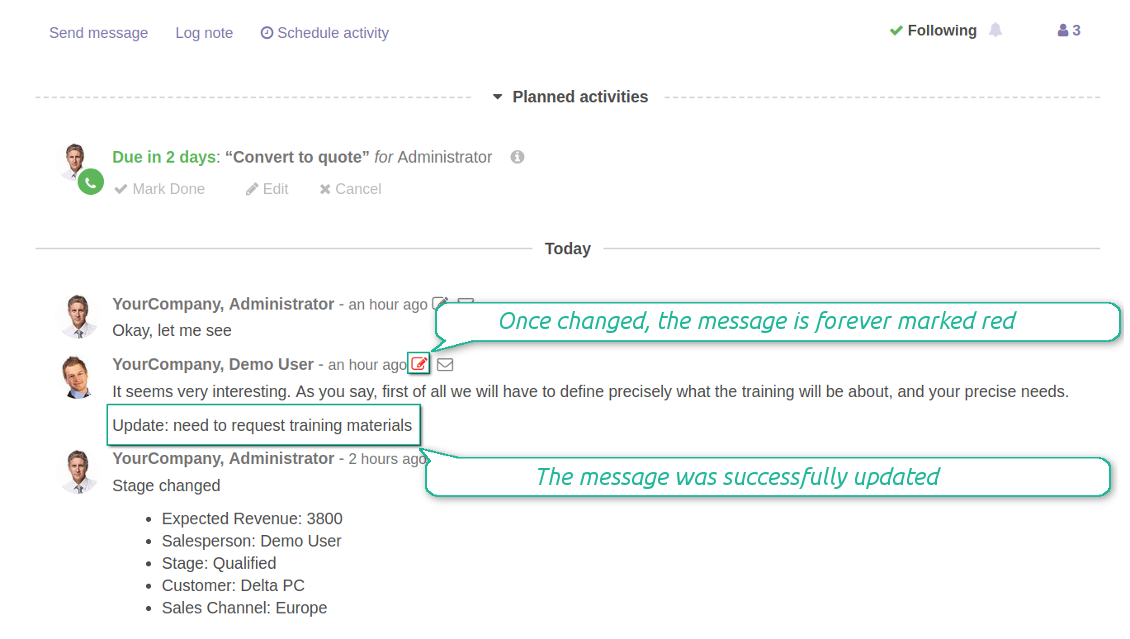 Send message Log note Schedule activity Following 3
Planned activities
Due in 2 days: “Convert to quote” for Administrator
Mark Done Edit Cancel
Today
YourCompany, Administrator - an hour ago
Once changed, the message is forever marked red
Okay, let me see
YourCompany, Demo User - an hour ago
It seems very interesting. As you say, first of all we will have to define precisely what the training will be about, and your precise needs.
Update: need to request training materials
YourCompany, Administrator - 2 hours ago
The message was successfully updated
Stage changed
Expected Revenue: 3800
Salesperson: Demo User
Stage: Qualified
Customer: Delta PC
Sales Channel: Europe